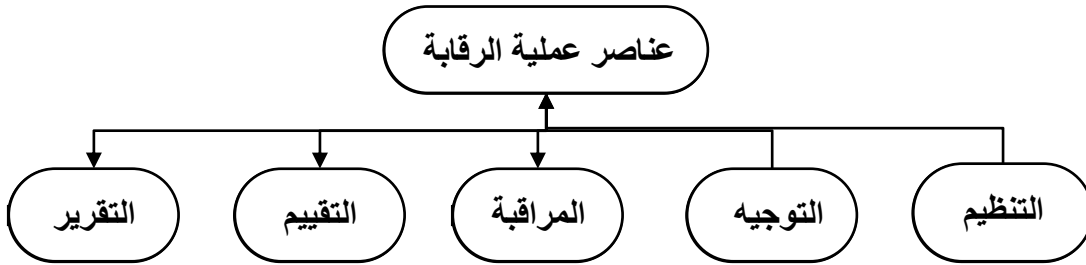 عناصر عملية الرقابة
التنظيم
التوجيه
المراقبة
التقييم
التقرير